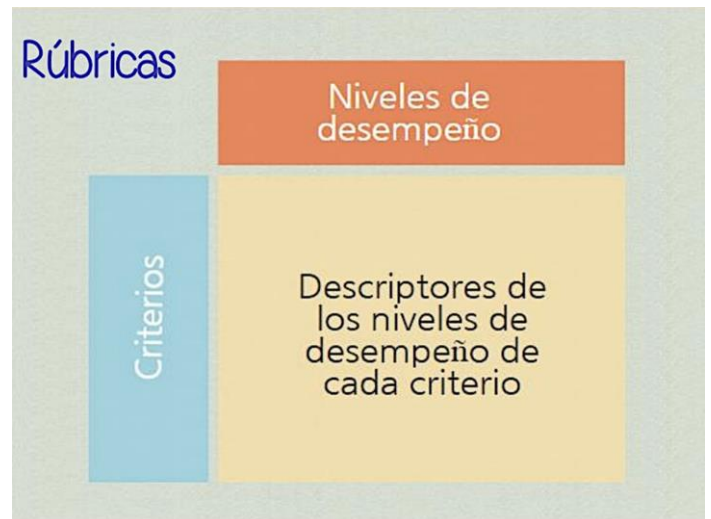 Rúbricas
Niveles de
desempeño
Criterios
Descriptores de
los niveles de
desempeño de
cada criterio